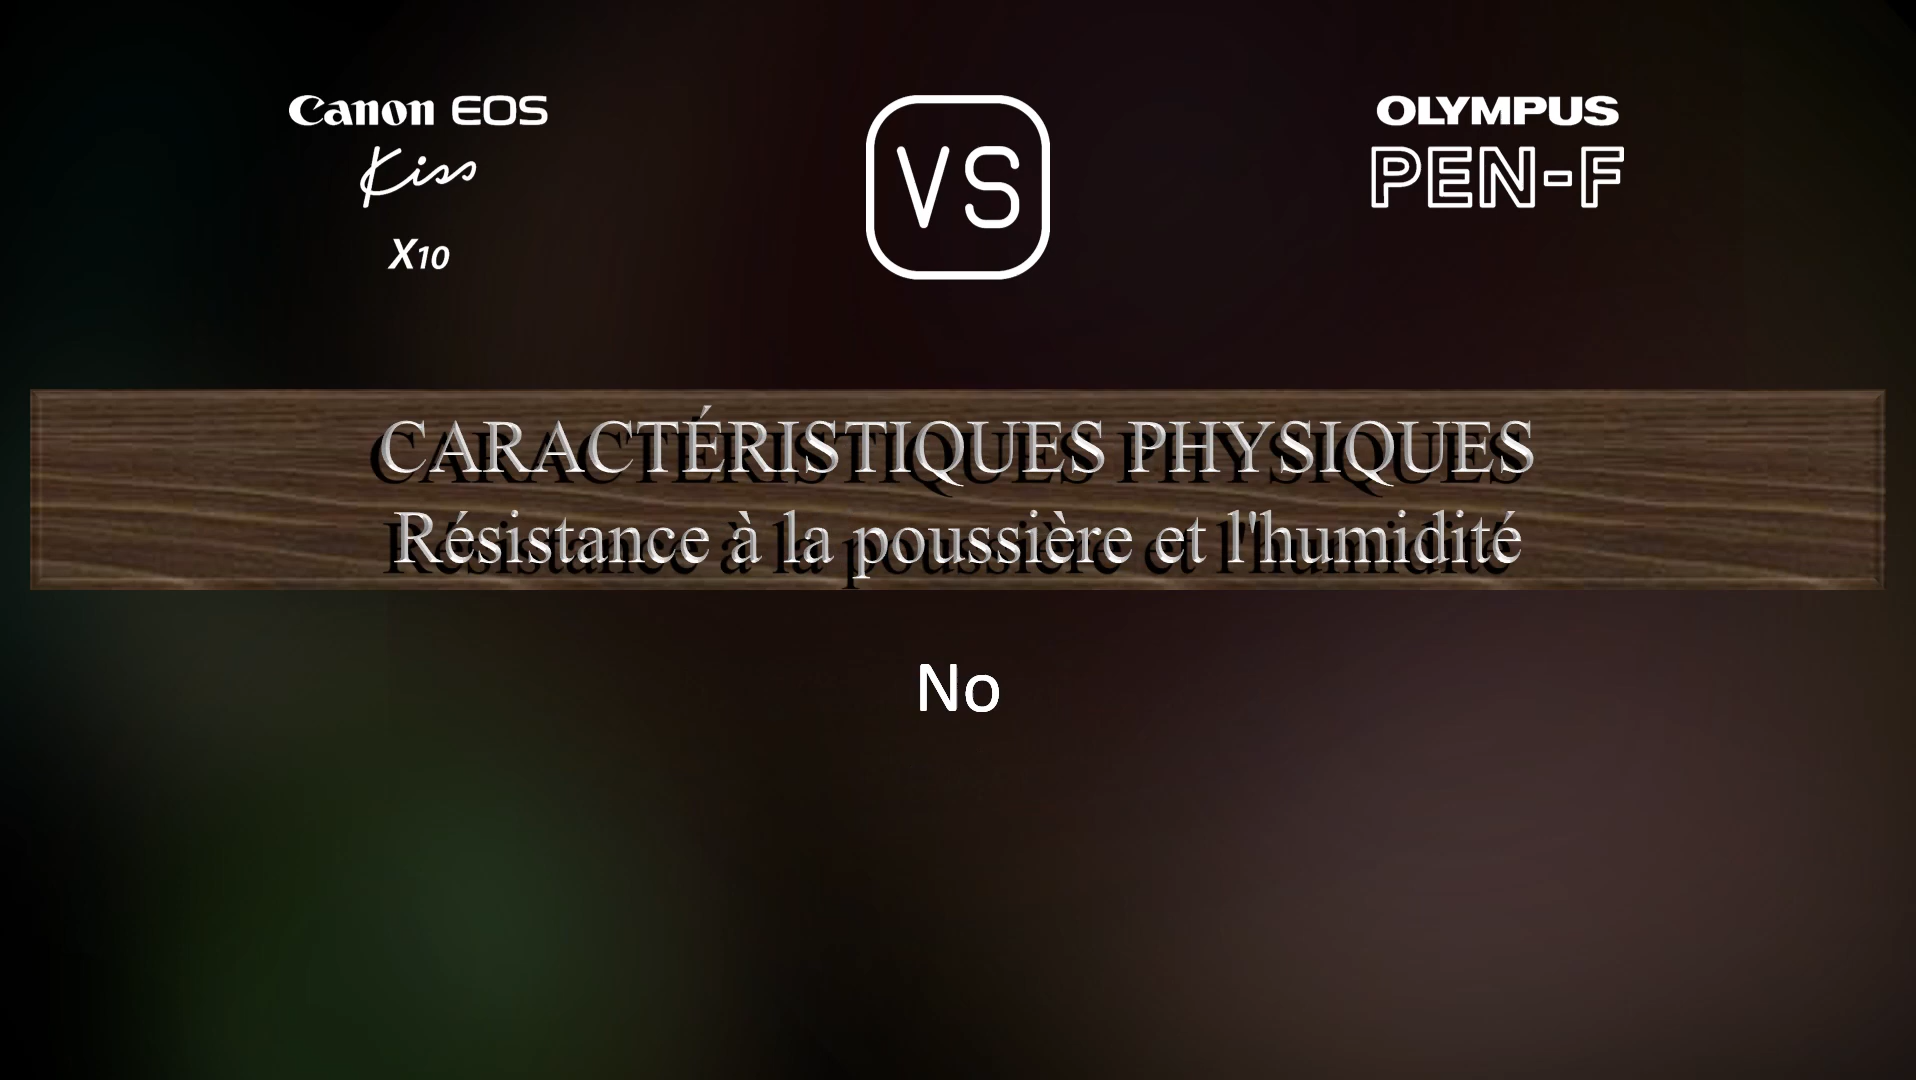 Canon EOS
Kiss
X10
VS
OLYMPUS
PEN-F
CARACTÉRISTIQUES PHYSIQUES
Résistance à la poussière et l'humidité
No